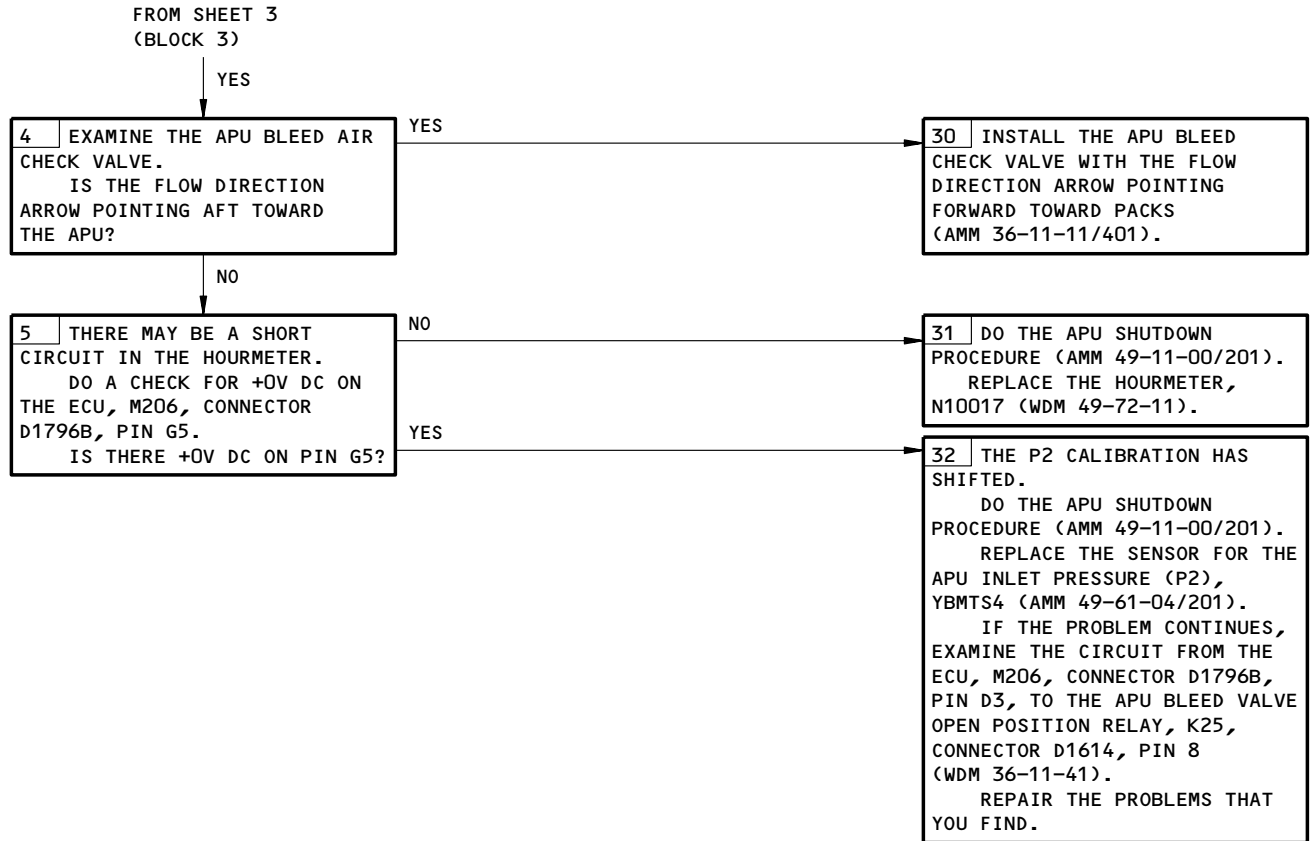 FROM SHEET 3
(BLOCK 3)
YES
4 EXAMINE THE APU BLEED AIR
CHECK VALVE.
IS THE FLOW DIRECTION
ARROW POINTING AFT TOWARD
THE APU?
YES
30 INSTALL THE APU BLEED
CHECK VALVE WITH THE FLOW
DIRECTION ARROW POINTING
FORWARD TOWARD PACKS
(AMM 36-11-11/401).
NO
5 THERE MAY BE A SHORT
CIRCUIT IN THE HOURMETER.
DO A CHECK FOR +0V DC ON
THE ECU, M206, CONNECTOR
D1796B, PIN G5.
IS THERE +0V DC ON PIN G5?
NO
31 DO THE APU SHUTDOWN
PROCEDURE (AMM 49-11-00/201).
REPLACE THE HOURMETER,
N10017 (WDM 49-72-11).
YES
32 THE P2 CALIBRATION HAS
SHIFTED.
DO THE APU SHUTDOWN
PROCEDURE (AMM 49-11-00/201).
REPLACE THE SENSOR FOR THE
APU INLET PRESSURE (P2),
YBMTS4 (AMM 49-61-04/201).
IF THE PROBLEM CONTINUES,
EXAMINE THE CIRCUIT FROM THE
ECU, M206, CONNECTOR D1796B,
PIN D3, TO THE APU BLEED VALVE
OPEN POSITION RELAY, K25,
CONNECTOR D1614, PIN 8
(WDM 36-11-41).
REPAIR THE PROBLEMS THAT
YOU FIND.